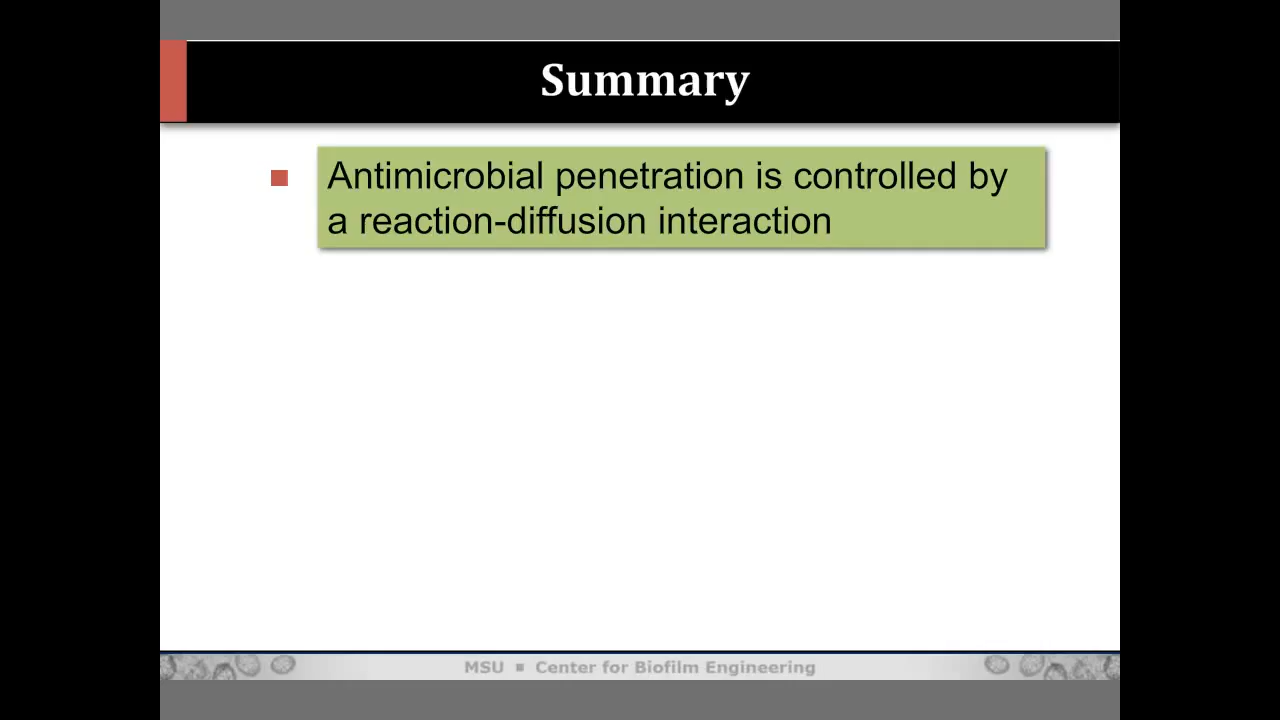 Summary
Antimicrobial penetration is controlled by
a reaction-diffusion interaction
MSU ■ Center for Biofilm Engineering